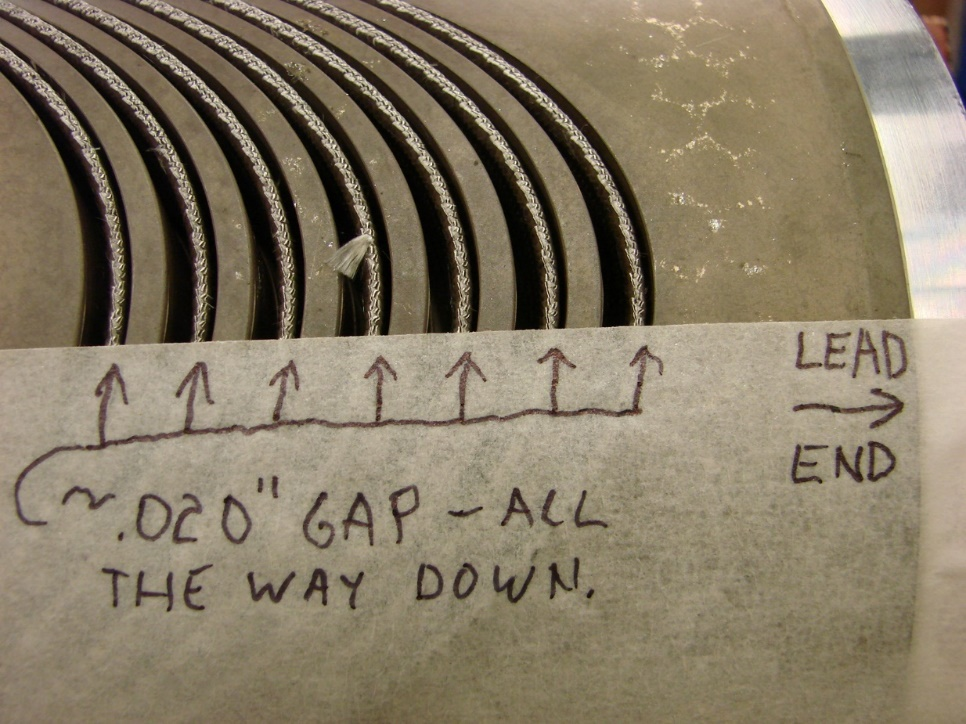 LEAD
→
END
~.020" GAP - ALL
THE WAY DOWN.